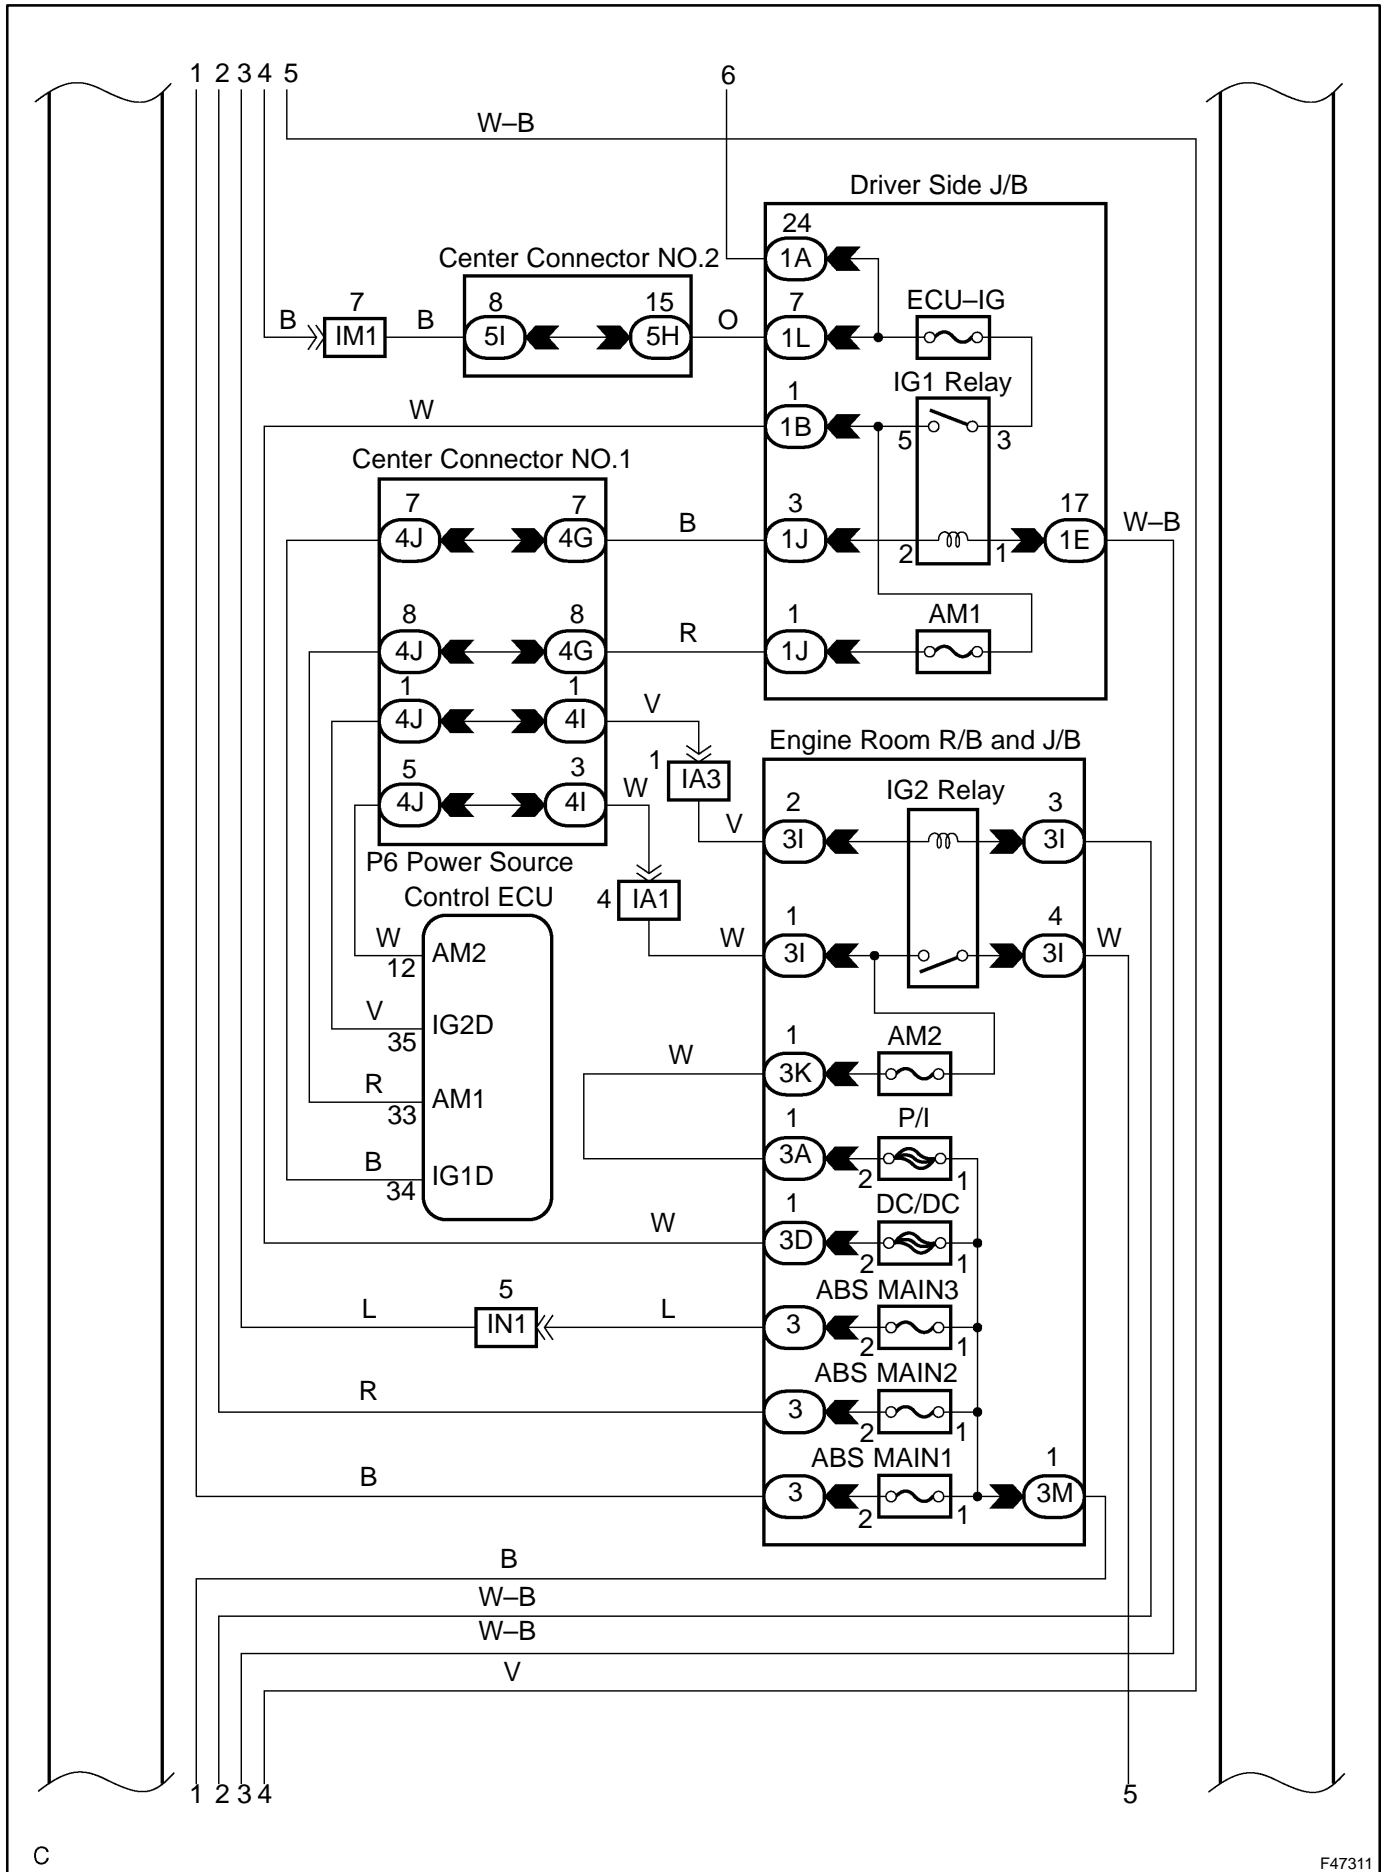 1 2 3 4 5
6
W–B
Driver Side J/B
24
1A
Center Connector NO.2
7
8
15
7
ECU–IG
B
IM1
B
5I
5H
O
1L
IG1 Relay
1
W
1B
5
3
Center Connector NO.1
7
7
3
17
4J
4G
B
1J
2
1
1E
W–B
8
8
1
AM1
4J
4G
R
1J
1
1
4J
4I
V
Engine Room R/B and J/B
1
IA3
5
3
W
2
IG2 Relay
3
4J
4I
V
3I
3I
P6 Power Source
Control ECU
4
IA1
1
4
W
12
AM2
W
3I
3I
W
V
35
IG2D
1
AM2
W
3K
R
33
AM1
1
P/I
3A
2
1
B
34
IG1D
1
DC/DC
W
3D
2
1
5
ABS MAIN3
L
IN1
L
3
2
1
ABS MAIN2
R
3
2
1
ABS MAIN1
1
B
3
2
1
3M
B
W–B
W–B
V
1 2 3 4
5
C
F47311